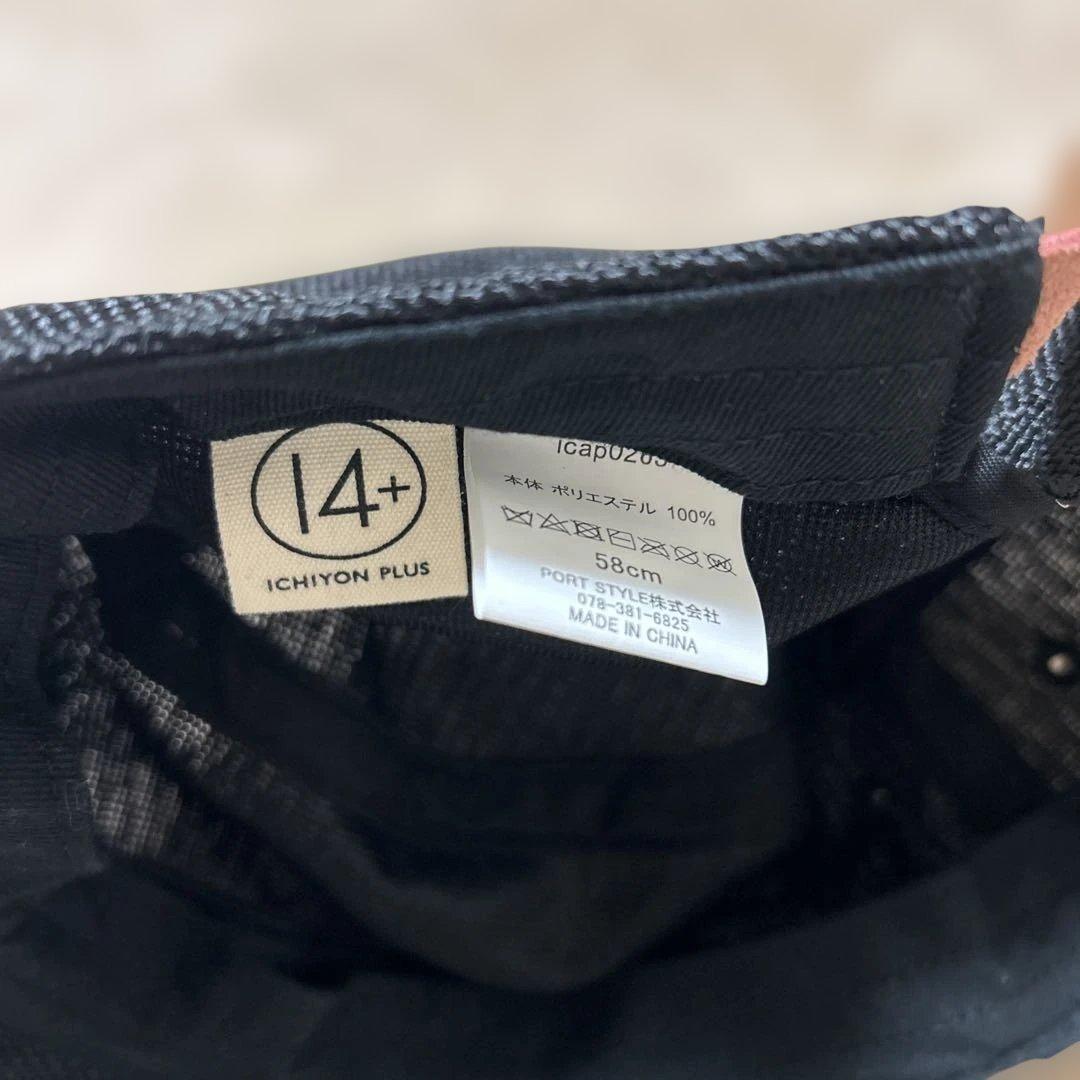 14+
ICHIYON PLUS
本体 ポリエステル 100%
58cm
PORT STYLE株式会社
078-381-6825
MADE IN CHINA